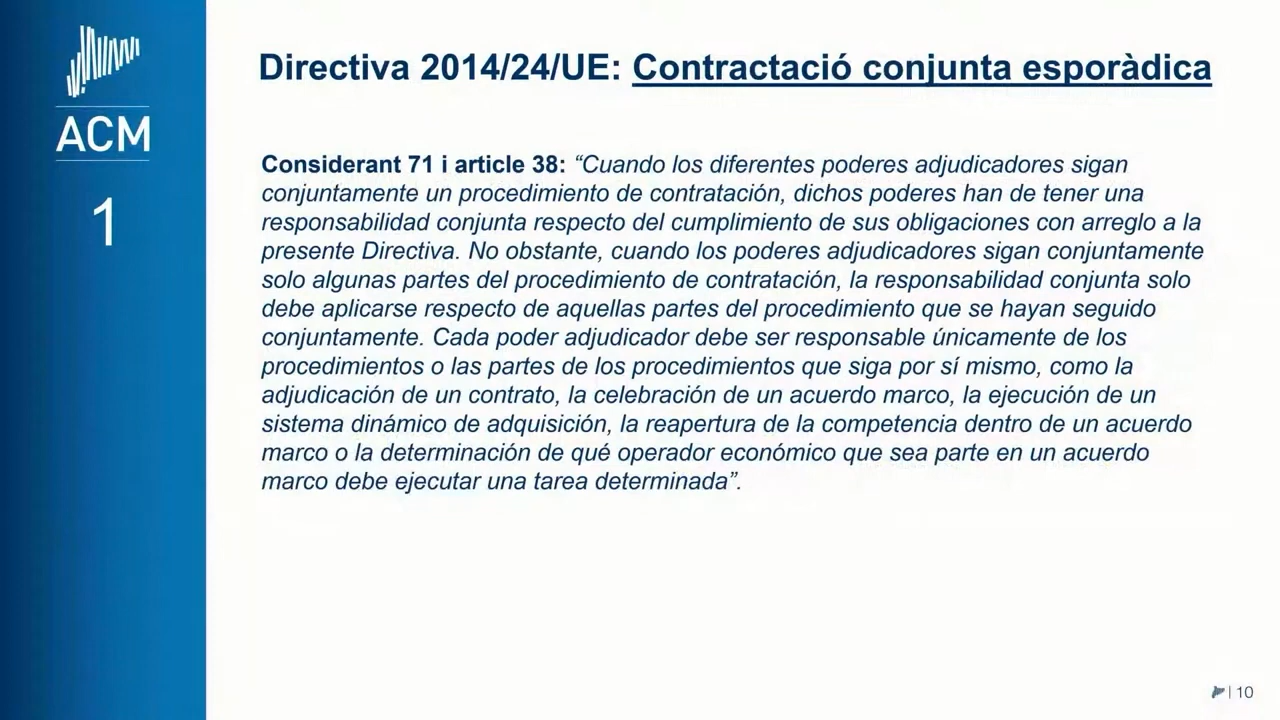 ACM
1
Directiva 2014/24/UE: Contractació conjunta esporàdica
Considerant 71 i article 38: “Cuando los diferentes poderes adjudicadores sigan
conjuntamente un procedimiento de contratación, dichos poderes han de tener una
responsabilidad conjunta respecto del cumplimiento de sus obligaciones con arreglo a la
presente Directiva. No obstante, cuando los poderes adjudicadores sigan conjuntamente
solo algunas partes del procedimiento de contratación, la responsabilidad conjunta solo
debe aplicarse respecto de aquellas partes del procedimiento que se hayan seguido
conjuntamente. Cada poder adjudicador debe ser responsable únicamente de los
procedimientos o las partes de los procedimientos que siga por sí mismo, como la
adjudicación de un contrato, la celebración de un acuerdo marco, la ejecución de un
sistema dinámico de adquisición, la reapertura de la competencia dentro de un acuerdo
marco o la determinación de qué operador económico que sea parte en un acuerdo
marco debe ejecutar una tarea determinada”.
| 10